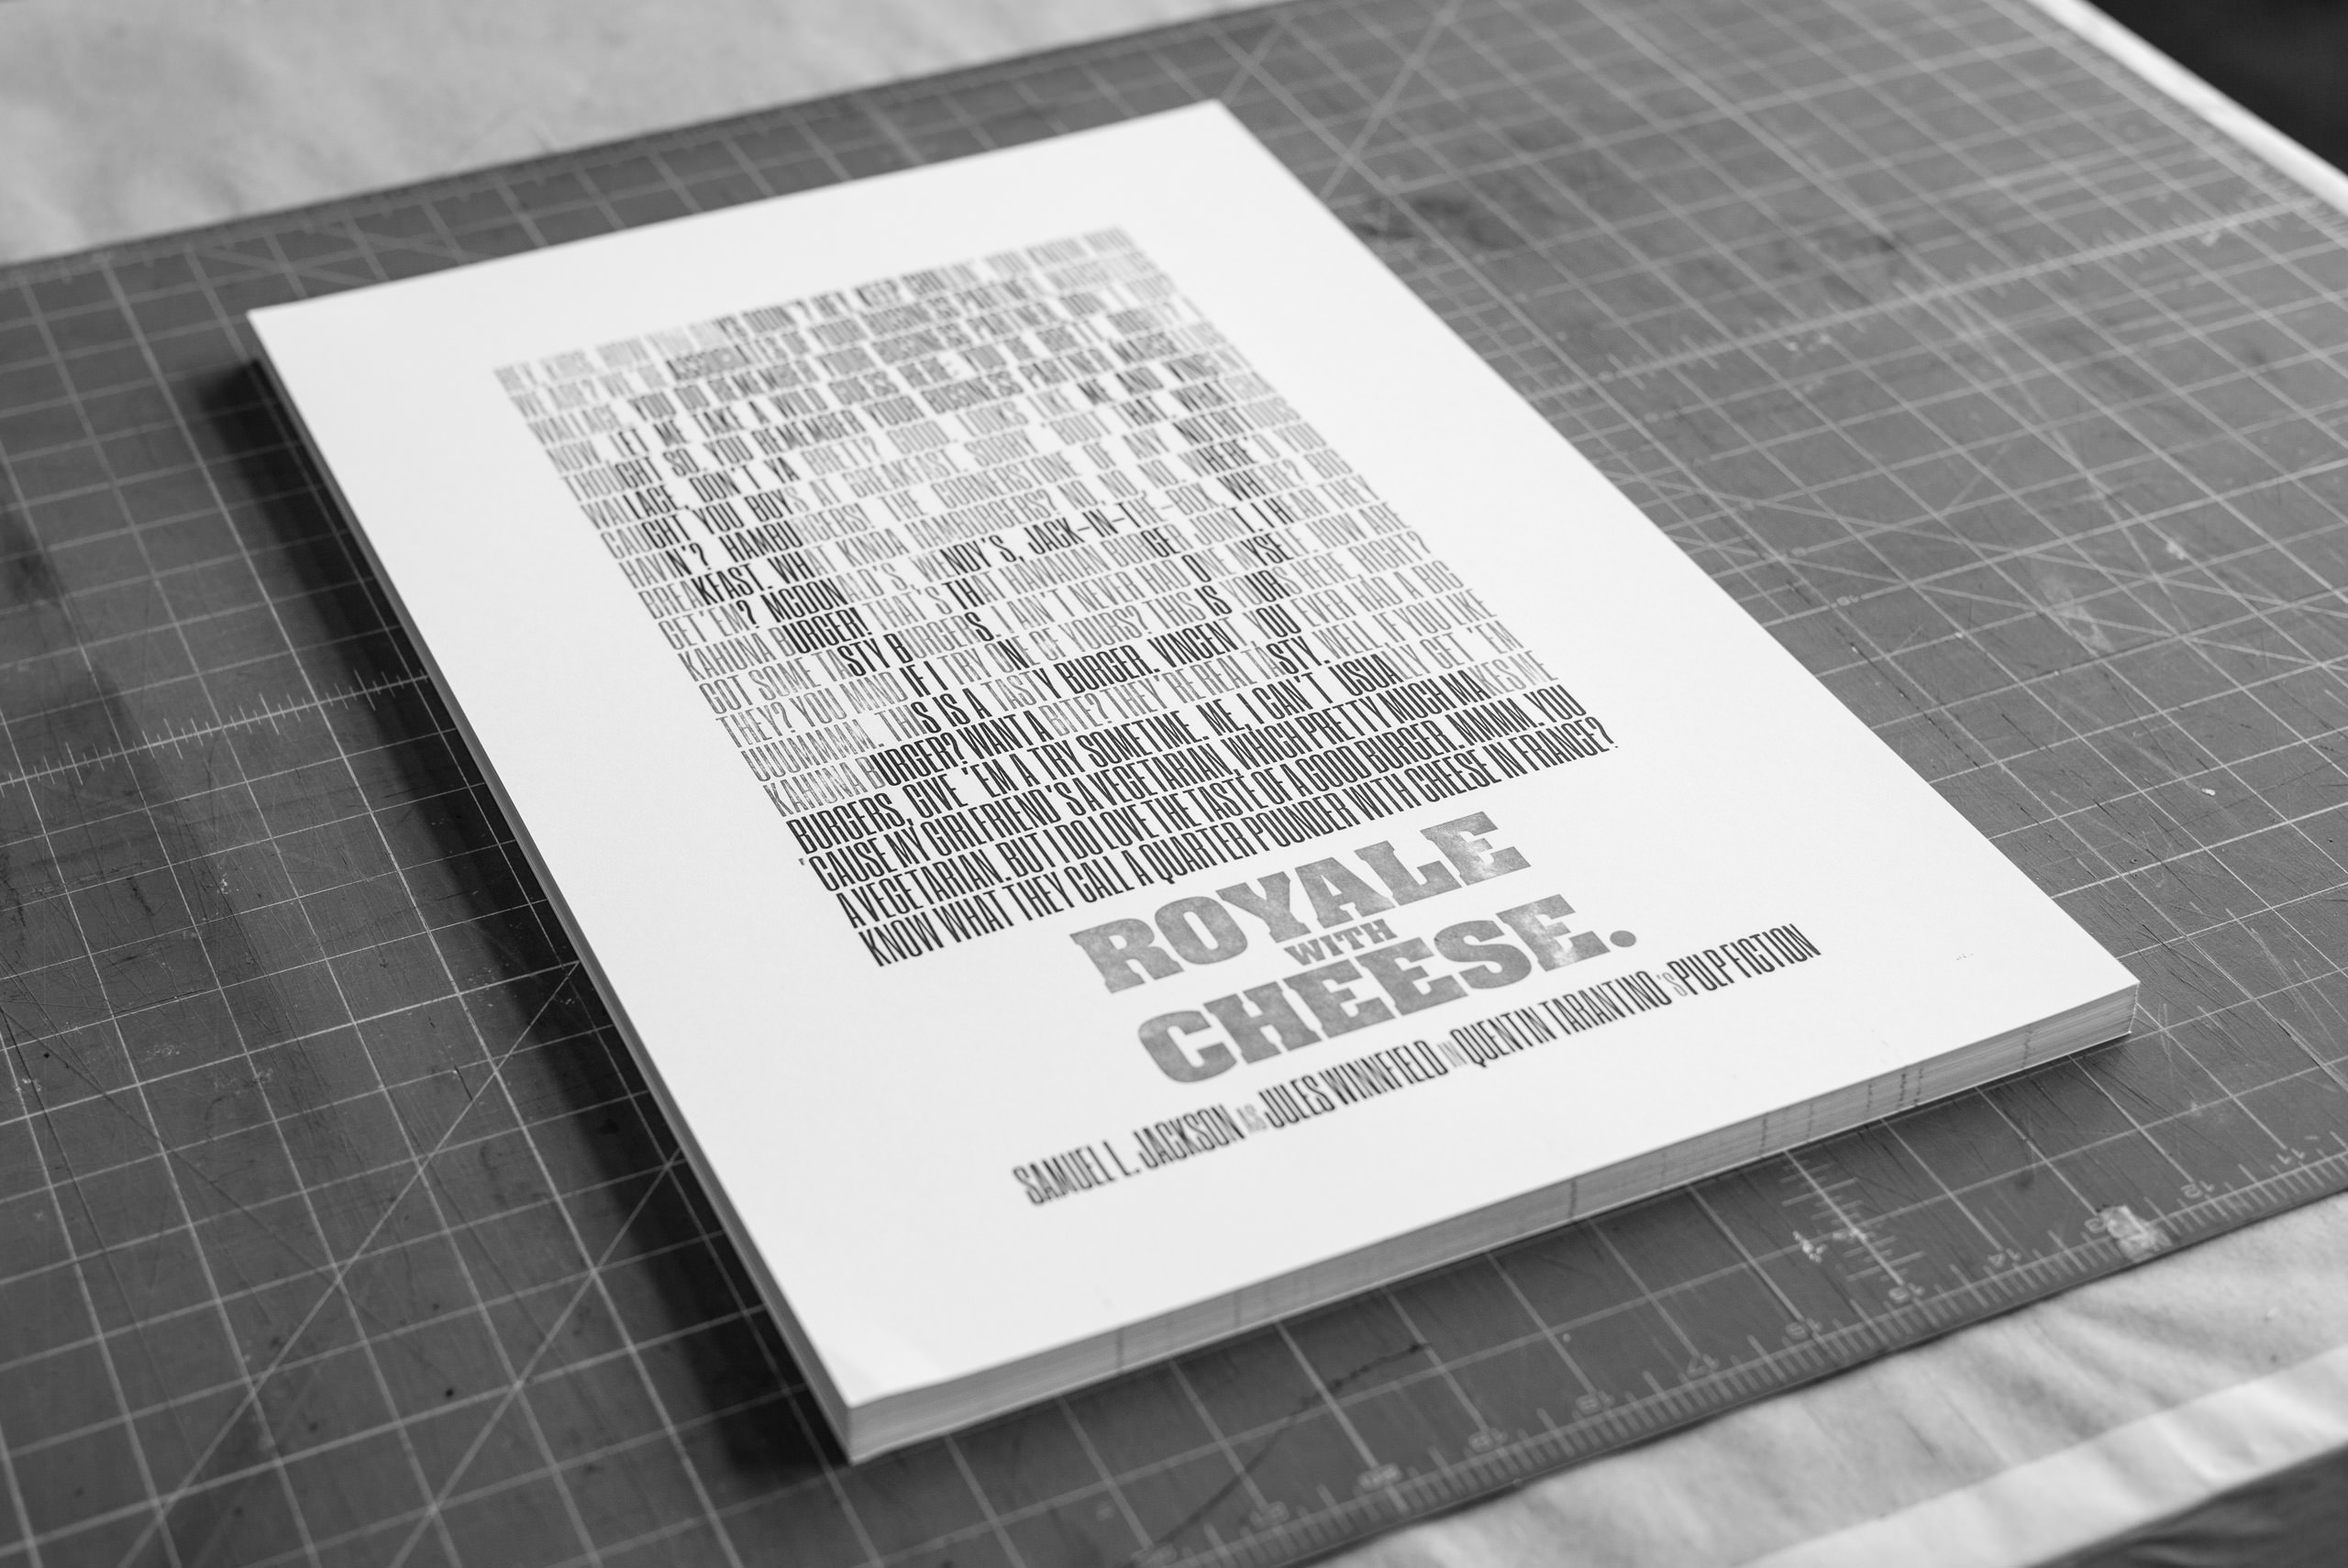 HEY KIDS. HOW YOU BOYS DOIN'? HEY, KEEP CHILLIN'. YOU KNOW WHO
WE ARE? WE'RE ASSOCIATES OF YOUR BUSINESS PARTNER MARSELLUS
WALLACE. YOU DO REMEMBER YOUR BUSINESS PARTNER DON'T YOU?
NOW, LET ME TAKE A WILD GUESS HERE. YOU'RE BRETT, RIGHT? I
THOUGHT SO. YOU REMEMBER YOUR BUSINESS PARTNER MARSELLUS
WALLACE, DON'T YA BRETT? GOOD. LOOKS LIKE ME AND VINCENT
CAUGHT YOU BOYS AT BREAKFAST. SORRY 'BOUT THAT. WHAT CHA
HAVIN'? HAMBURGERS! THE CORNERSTONE OF ANY NUTRITIOUS
BREAKFAST. WHAT KINDA HAMBURGERS? NO, NO, NO. WHERE'D YOU
GET EM? MCDONALD'S, WENDY'S, JACK-IN-THE-BOX, WHERE? BIG
KAHUNA BURGER! THAT'S THAT HAWAIIAN BURGER JOINT. I HEAR THEY
GOT SOME TASTY BURGERS. I AIN'T NEVER HAD ONE MYSELF. HOW ARE
THEY? YOU MIND IF I TRY ONE OF YOURS? THIS IS YOURS HERE, RIGHT?
UUUMMMM. THIS IS A TASTY BURGER. VINCENT YOU EVER HAD A BIG
KAHUNA BURGER? WANT A BITE? THEY'RE REAL TASTY. WELL IF YOU LIKE
BURGERS, GIVE 'EM A TRY SOMETIME. ME, I CAN'T USUALLY GET 'EM
'CAUSE MY GIRLFRIEND'S A VEGETARIAN, WHICH PRETTY MUCH MAKES ME
A VEGETARIAN. BUT I DO LOVE THE TASTE OF A GOOD BURGER. MMMM. YOU
KNOW WHAT THEY CALL A QUARTER POUNDER WITH CHEESE IN FRANCE?
ROYALE
WITH
CHEESE.
SAMUEL L. JACKSON AS JULES WINNFIELD IN QUENTIN TARANTINO'S PULP FICTION